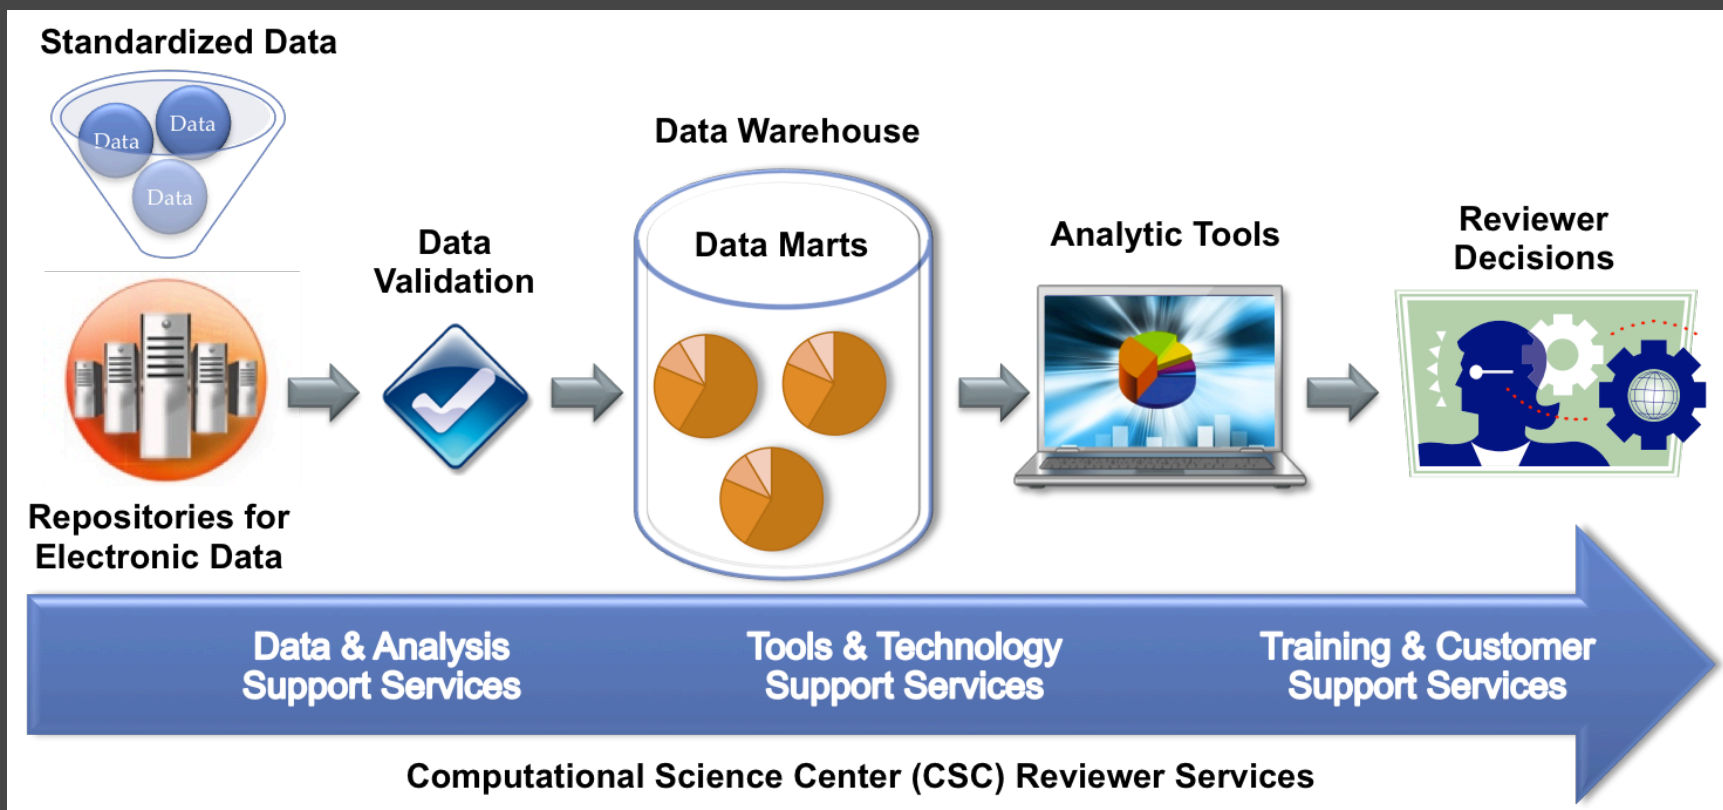 Standardized Data
Data
Data
Data
Repositories for
Electronic Data
Data
Validation
Data Warehouse
Data Marts
Analytic Tools
Reviewer
Decisions
Data & Analysis
Support Services
Tools & Technology
Support Services
Training & Customer
Support Services
Computational Science Center (CSC) Reviewer Services